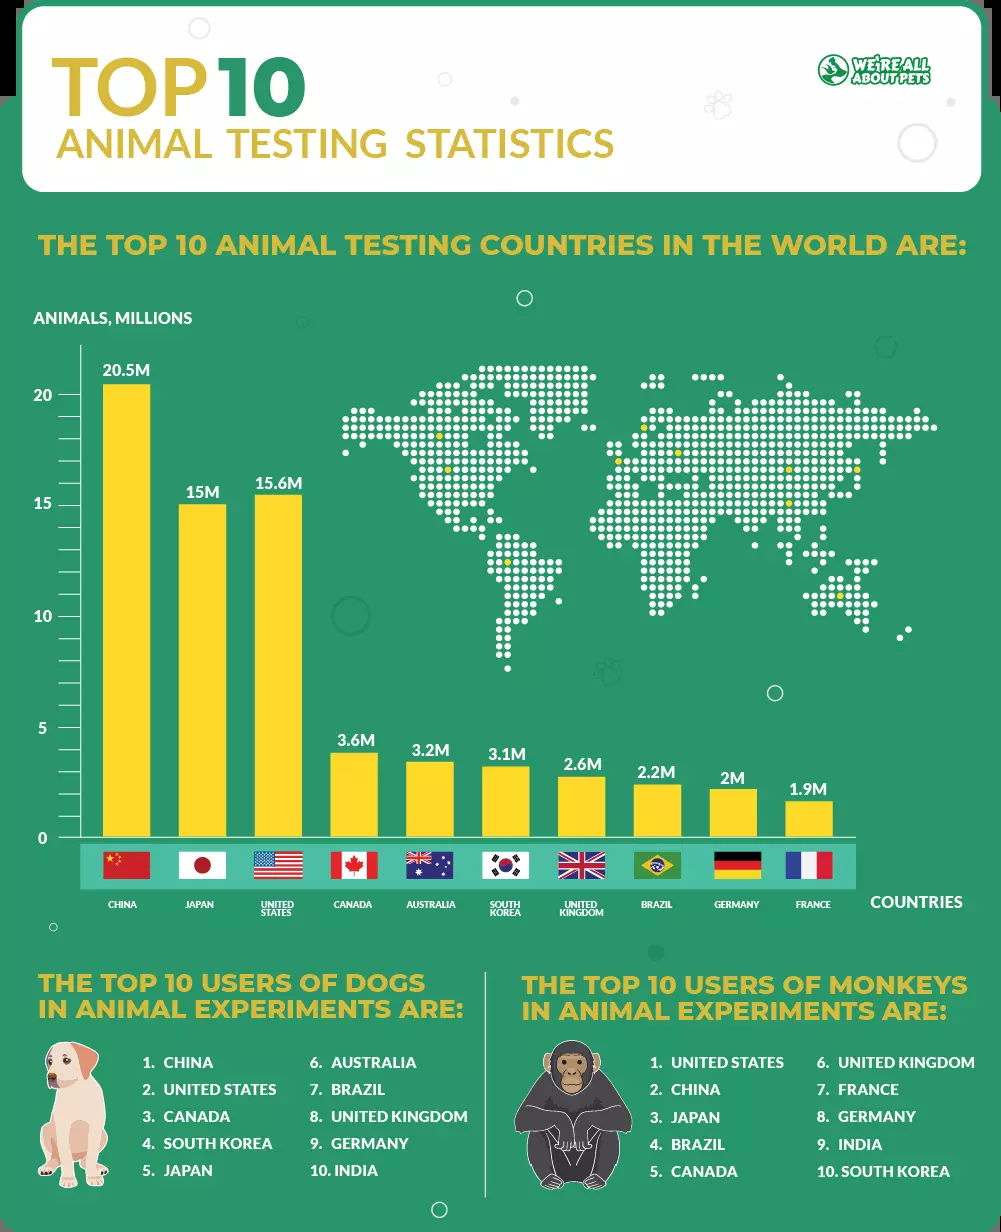 TOP 10
ANIMAL TESTING STATISTICS
WE'RE ALL
ABOUT PETS
THE TOP 10 ANIMAL TESTING COUNTRIES IN THE WORLD ARE:
ANIMALS, MILLIONS
20
15
10
5
0
20.5M
15M
15.6M
3.6M
3.2M
3.1M
2.6M
2.2M
2M
1.9M
CHINA
JAPAN
UNITED
STATES
CANADA
AUSTRALIA
SOUTH
KOREA
UNITED
KINGDOM
BRAZIL
GERMANY
FRANCE
COUNTRIES
THE TOP 10 USERS OF DOGS
IN ANIMAL EXPERIMENTS ARE:
1. CHINA
2. UNITED STATES
3. CANADA
4. SOUTH KOREA
5. JAPAN
6. AUSTRALIA
7. BRAZIL
8. UNITED KINGDOM
9. GERMANY
10. INDIA
THE TOP 10 USERS OF MONKEYS
IN ANIMAL EXPERIMENTS ARE:
1. UNITED STATES
2. CHINA
3. JAPAN
4. BRAZIL
5. CANADA
6. UNITED KINGDOM
7. FRANCE
8. GERMANY
9. INDIA
10. SOUTH KOREA